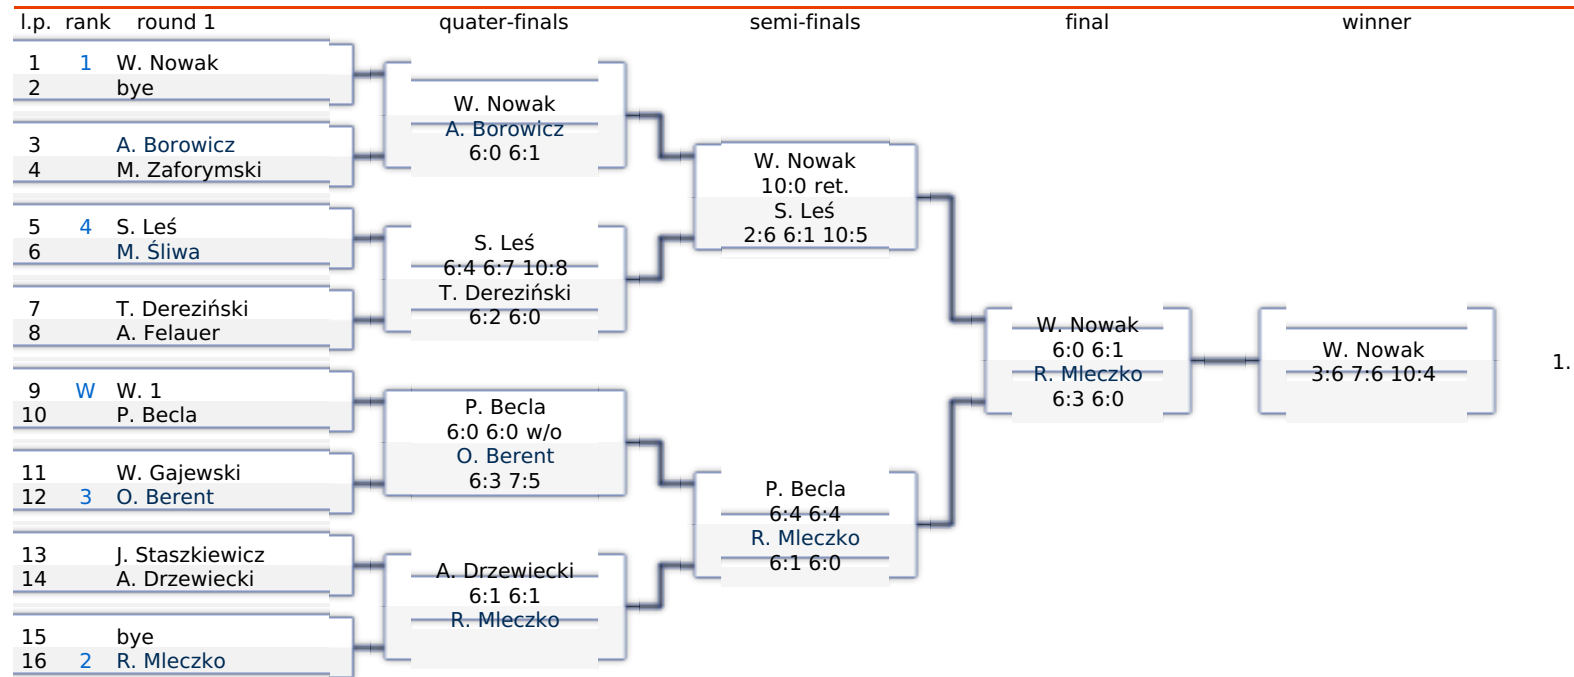 l.p. rank round 1 quater-finals semi-finals final winner
1 1 W. Nowak
2 bye
3 A. Borowicz
4 M. Zaforymski
5 4 S. Leś
6 M. Śliwa
7 T. Dereziński
8 A. Felauer
9 W W. 1
10 P. Becla
11 W. Gajewski
12 3 O. Berent
13 J. Staszkiewicz
14 A. Drzewiecki
15 bye
16 2 R. Mleczko
W. Nowak
A. Borowicz
6:0 6:1
S. Leś
6:4 6:7 10:8
T. Dereziński
6:2 6:0
P. Becla
6:0 6:0 w/o
O. Berent
6:3 7:5
A. Drzewiecki
6:1 6:1
R. Mleczko
W. Nowak
10:0 ret.
S. Leś
2:6 6:1 10:5
P. Becla
6:4 6:4
R. Mleczko
6:1 6:0
W. Nowak
6:0 6:1
R. Mleczko
6:3 6:0
W. Nowak
3:6 7:6 10:4
1.